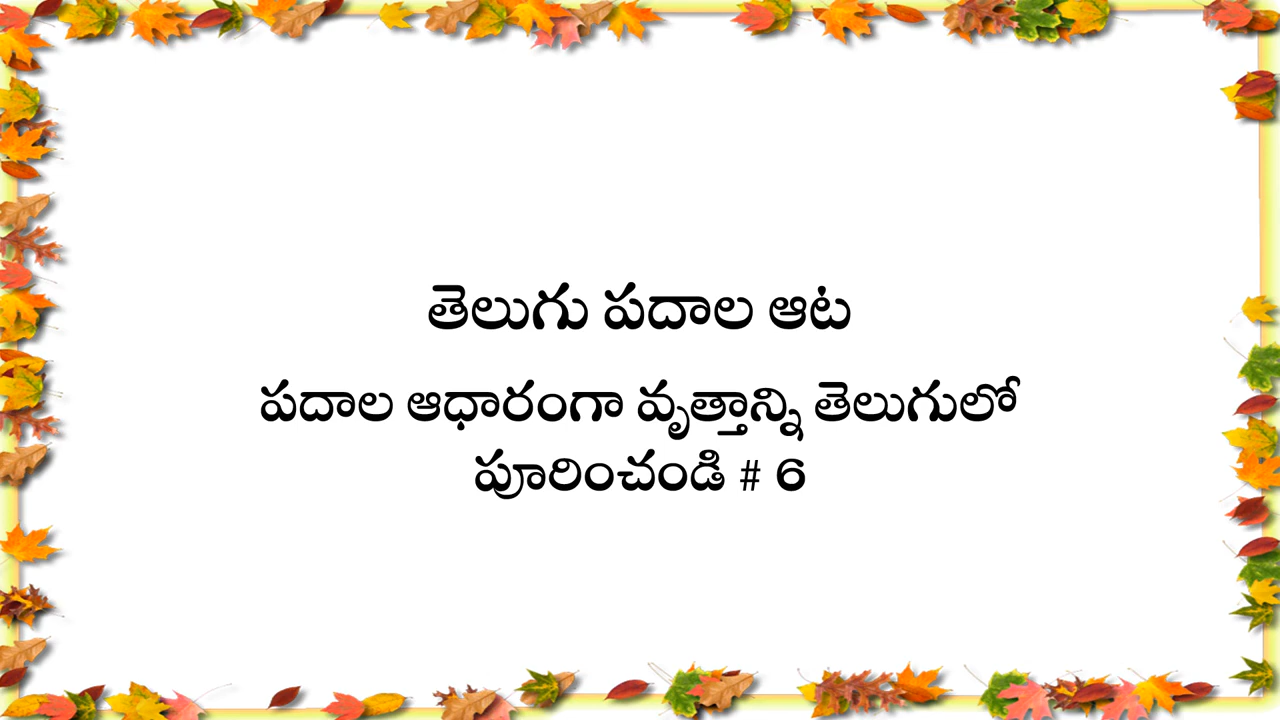 తెలుగు పదాల ఆట
పదాల ఆధారంగా వృత్తాన్ని తెలుగులో
పూరించండి # 6